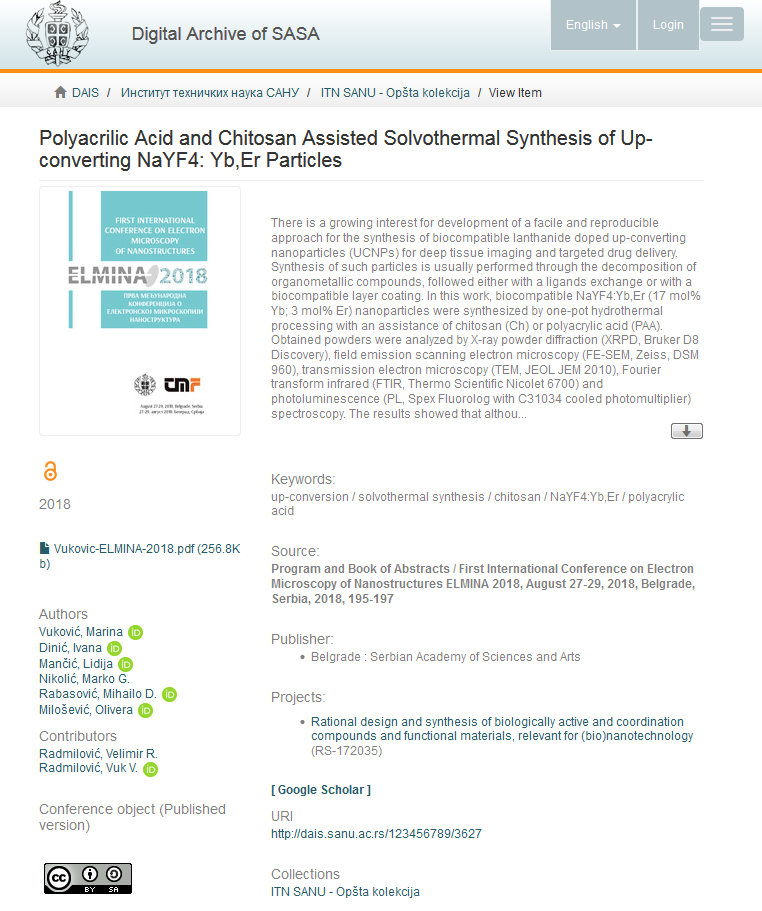 Digital Archive of SASA
English
Login
DAIS / Институт техничких наука САНУ / ITN SANU - Opšta kolekcija / View Item
Polyacrilic Acid and Chitosan Assisted Solvothermal Synthesis of Up-
converting NaYF4: Yb,Er Particles
FIRST INTERNATIONAL
CONFERENCE ON ELECTRON
MICROSCOPY
OF NANOSTRUCTURES
ELMINA 2018
ПРВА МЕЂУНАРОДНА
КОНФЕРЕНЦИЈА О
ЕЛЕКТРОНСКОЈ МИКРОСКОПИЈИ
НАНОСТРУКТУРА
TMF
August 27-29, 2018, Belgrade, Serbia
27-29. август 2018. Београд, Србија
There is a growing interest for development of a facile and reproducible
approach for the synthesis of biocompatible lanthanide doped up-converting
nanoparticles (UCNPs) for deep tissue imaging and targeted drug delivery.
Synthesis of such particles is usually performed through the decomposition of
organometallic compounds, followed either with a ligands exchange or with a
biocompatible layer coating. In this work, biocompatible NaYF4:Yb,Er (17 mol%
Yb; 3 mol% Er) nanoparticles were synthesized by one-pot hydrothermal
processing with an assistance of chitosan (Ch) or polyacrylic acid (PAA).
Obtained powders were analyzed by X-ray powder diffraction (XRPD, Bruker D8
Discovery), field emission scanning electron microscopy (FE-SEM, Zeiss, DSM
960), transmission electron microscopy (TEM, JEOL JEM 2010), Fourier
transform infrared (FTIR, Thermo Scientific Nicolet 6700) and
photoluminescence (PL, Spex Fluorolog with C31034 cooled photomultiplier)
spectroscopy. The results showed that althou...
2018
Vukovic-ELMINA-2018.pdf (256.8K
b)
Authors
Vuković, Marina
Dinić, Ivana
Mančić, Lidija
Nikolić, Marko G.
Rabasović, Mihailo D.
Milošević, Olivera
Contributors
Radmilović, Velimir R.
Radmilović, Vuk V.
Conference object (Published
version)
cc BY SA
Keywords:
up-conversion / solvothermal synthesis / chitosan / NaYF4:Yb,Er / polyacrylic
acid
Source:
Program and Book of Abstracts / First International Conference on Electron
Microscopy of Nanostructures ELMINA 2018, August 27-29, 2018, Belgrade,
Serbia, 2018, 195-197
Publisher:
Belgrade : Serbian Academy of Sciences and Arts
Projects:
Rational design and synthesis of biologically active and coordination
compounds and functional materials, relevant for (bio)nanotechnology
(RS-172035)
[ Google Scholar ]
URI
http://dais.sanu.ac.rs/123456789/3627
Collections
ITN SANU - Opšta kolekcija